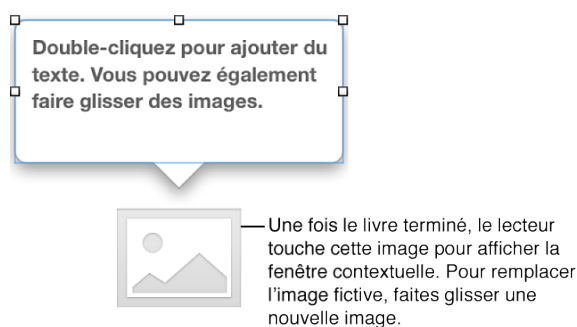 Double-cliquez pour ajouter du
texte. Vous pouvez également
faire glisser des images.
Une fois le livre terminé, le lecteur
touche cette image pour afficher la
fenêtre contextuelle. Pour remplacer
l'image fictive, faites glisser une
nouvelle image.